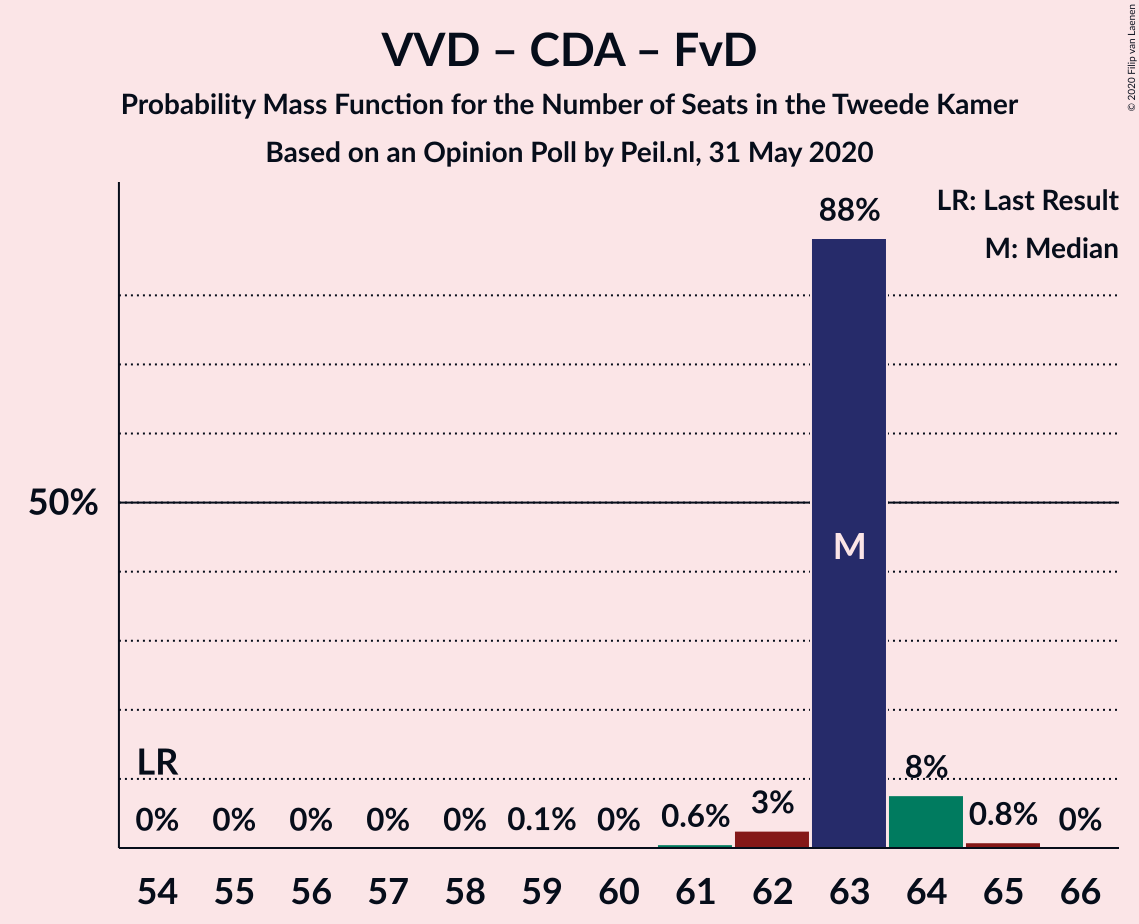 VVD – CDA – FvD
Probability Mass Function for the Number of Seats in the Tweede Kamer
Based on an Opinion Poll by Peil.nl, 31 May 2020
© 2020 Filip van Laenen
LR: Last Result
M: Median
88%
50%
M
LR
0% 0% 0% 0% 0% 0.1% 0% 0.6% 3% 8% 0.8% 0%
54 55 56 57 58 59 60 61 62 63 64 65 66